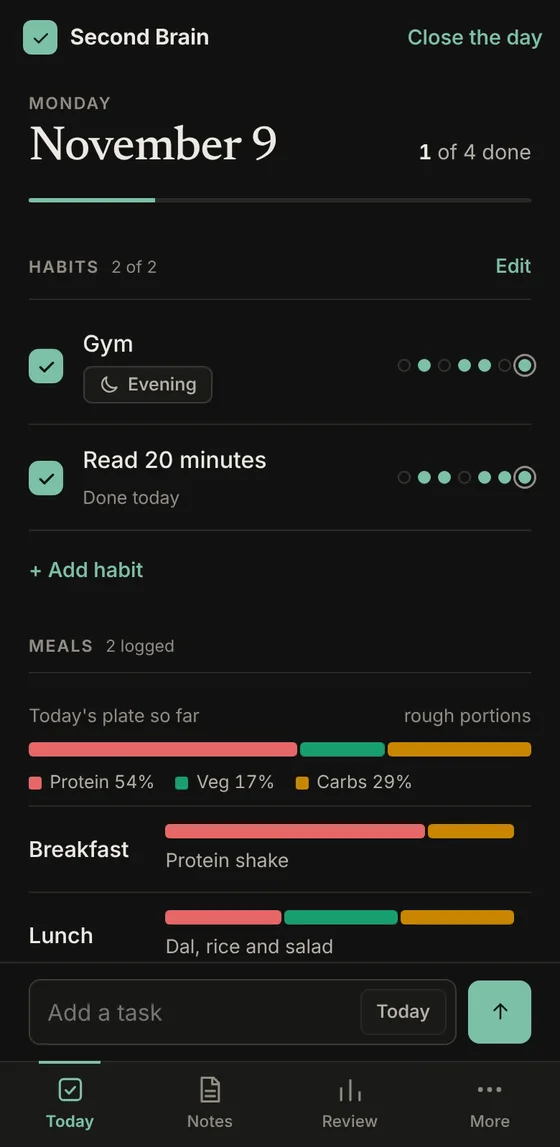 Second Brain
Close the day
MONDAY
November 9
1 of 4 done
HABITS 2 of 2
Edit
Gym
Evening
Read 20 minutes
Done today
+ Add habit
MEALS 2 logged
Today's plate so far
rough portions
Protein 54% Veg 17% Carbs 29%
Breakfast
Protein shake
Lunch
Dal, rice and salad
Add a task
Today
Today
Notes
Review
More